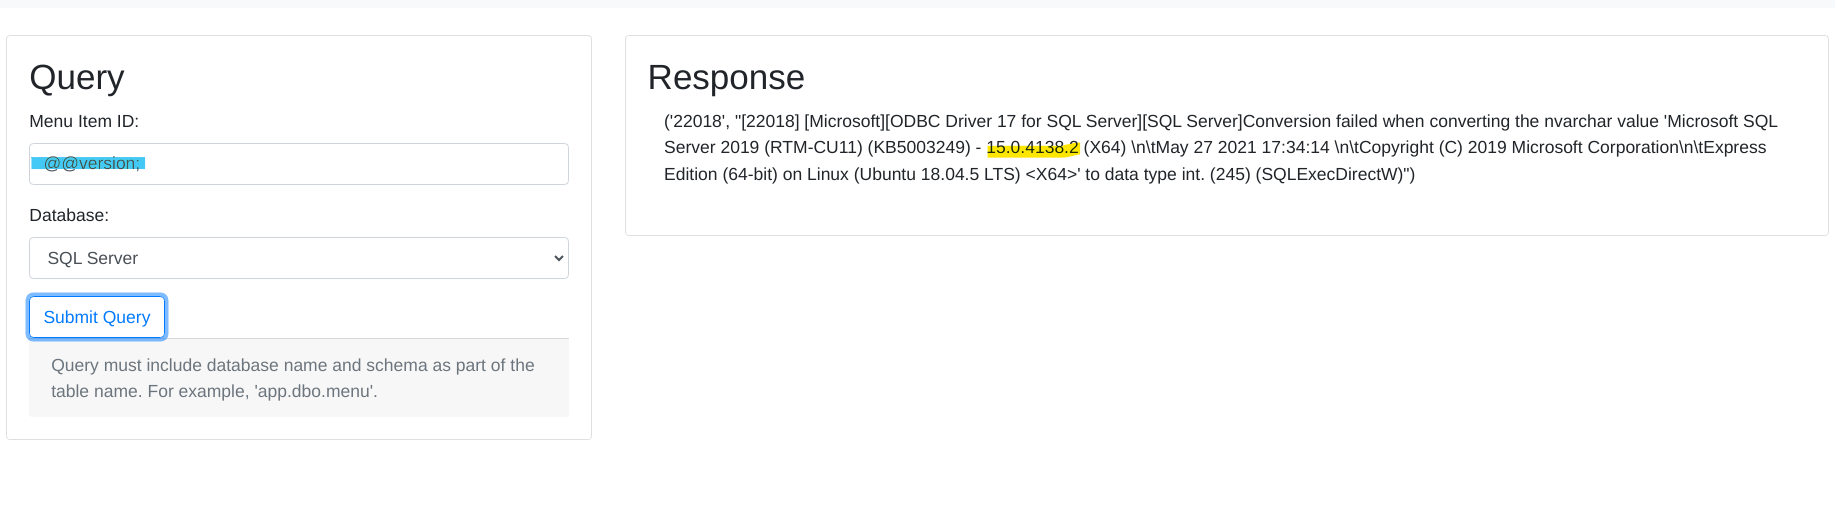 Query
Menu Item ID:
@@version;
Database:
SQL Server
Submit Query
Query must include database name and schema as part of the
table name. For example, 'app.dbo.menu'.
Response
('22018', "[22018] [Microsoft][ODBC Driver 17 for SQL Server][SQL Server]Conversion failed when converting the nvarchar value 'Microsoft SQL
Server 2019 (RTM-CU11) (KB5003249) - 15.0.4138.2 (X64) \n\tMay 27 2021 17:34:14 \n\tCopyright (C) 2019 Microsoft Corporation\n\tExpress
Edition (64-bit) on Linux (Ubuntu 18.04.5 LTS) <X64>' to data type int. (245) (SQLExecDirectW)")